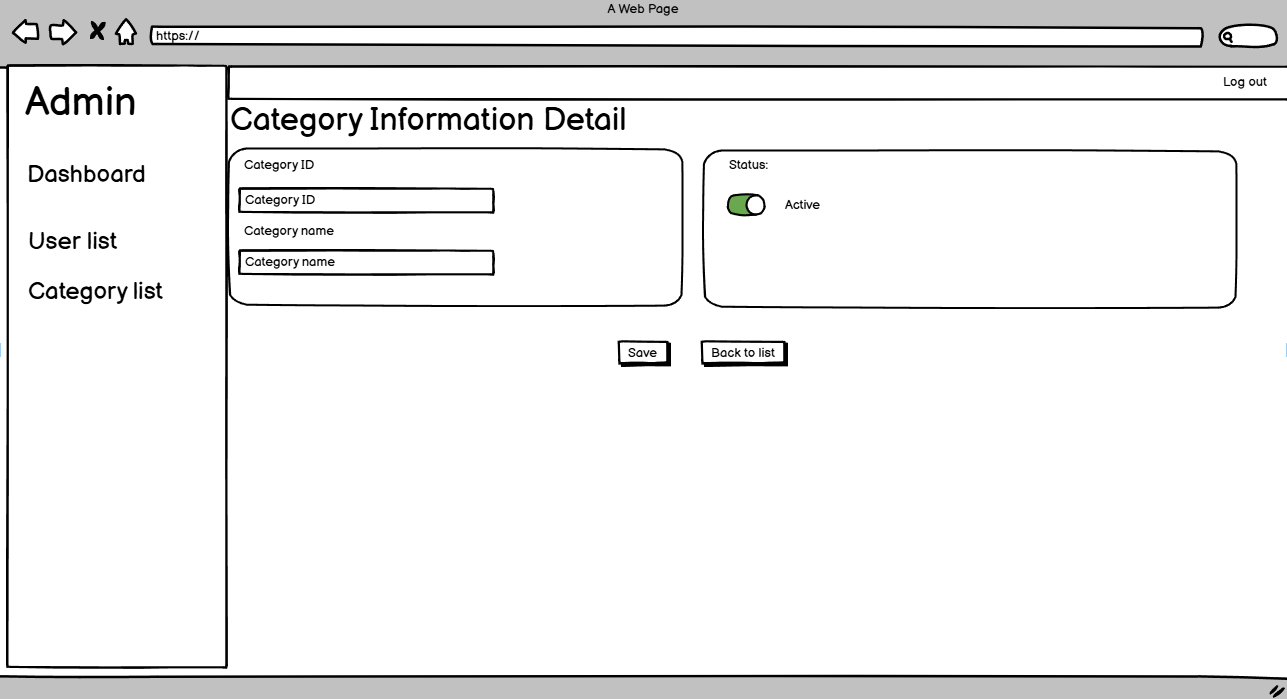 A Web Page
https://
Log out
Admin
Dashboard
User list
Category list
Category Information Detail
Category ID
Category ID
Category name
Category name
Status:
Active
Save
Back to list